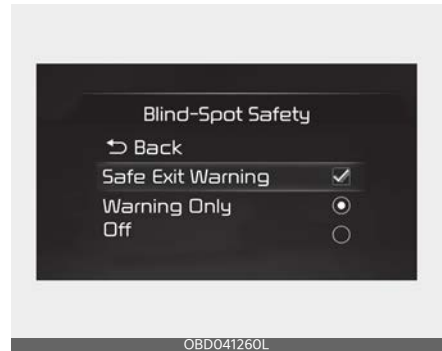 Blind-Spot Safety
Back
Safe Exit Warning
Warning Only
Off
OBD041260L